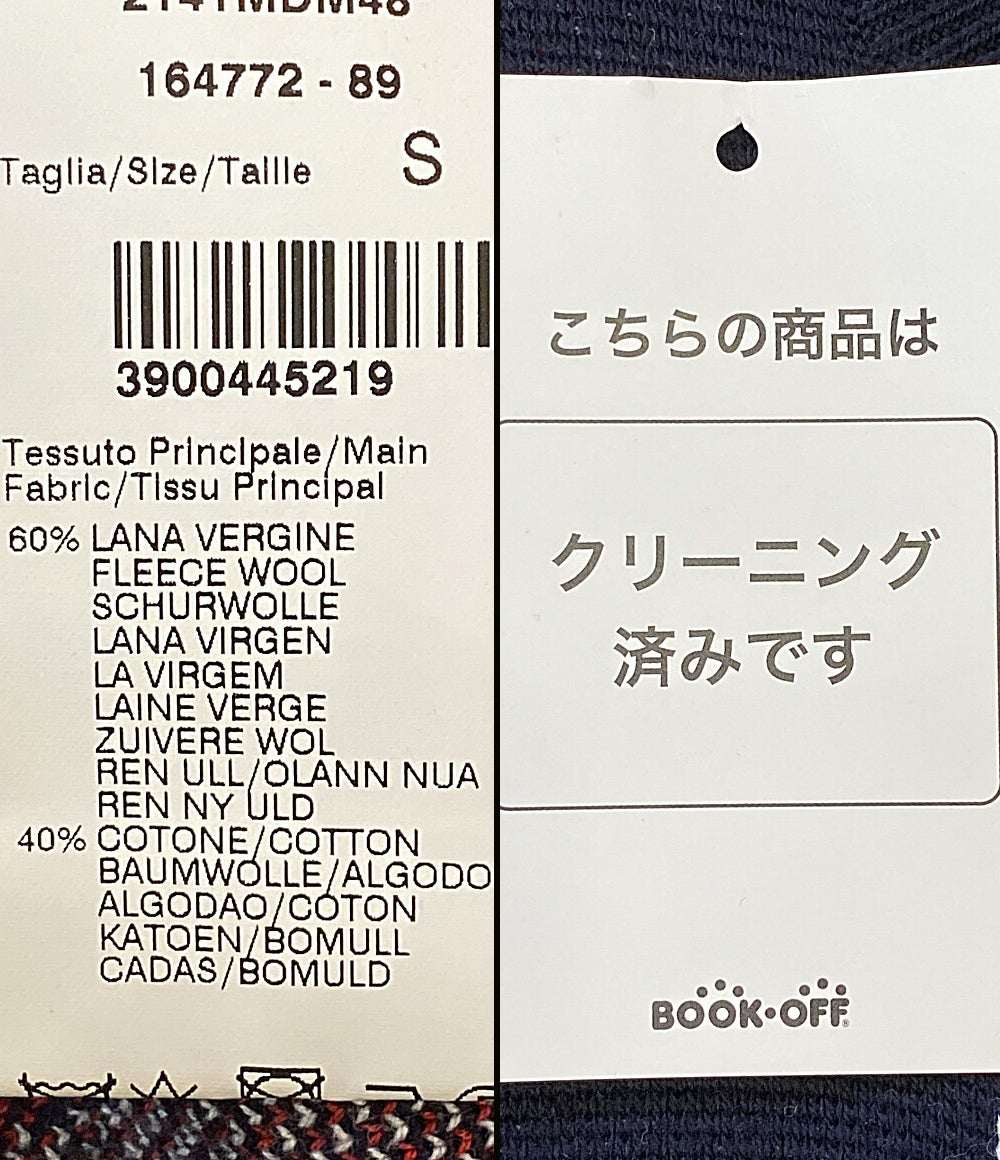 2141MDM48
164772 - 89
Taglia/Size/Taille S
3900445219
Tessuto Principale/Main
Fabric/Tissu Principal
60% LANA VERGINE
FLEECE WOOL
SCHURWOLLE
LANA VIRGEN
LA VIRGEM
LAINE VERGE
ZUIVERE WOL
REN ULL/OLANN NUA
REN NY ULD
40% COTONE/COTTON
BAUMWOLLE/ALGODO
ALGODAO/COTON
KATOEN/BOMULL
CADAS/BOMULD
こちらの商品は
クリーニング
済みです
BOOK・OFF®